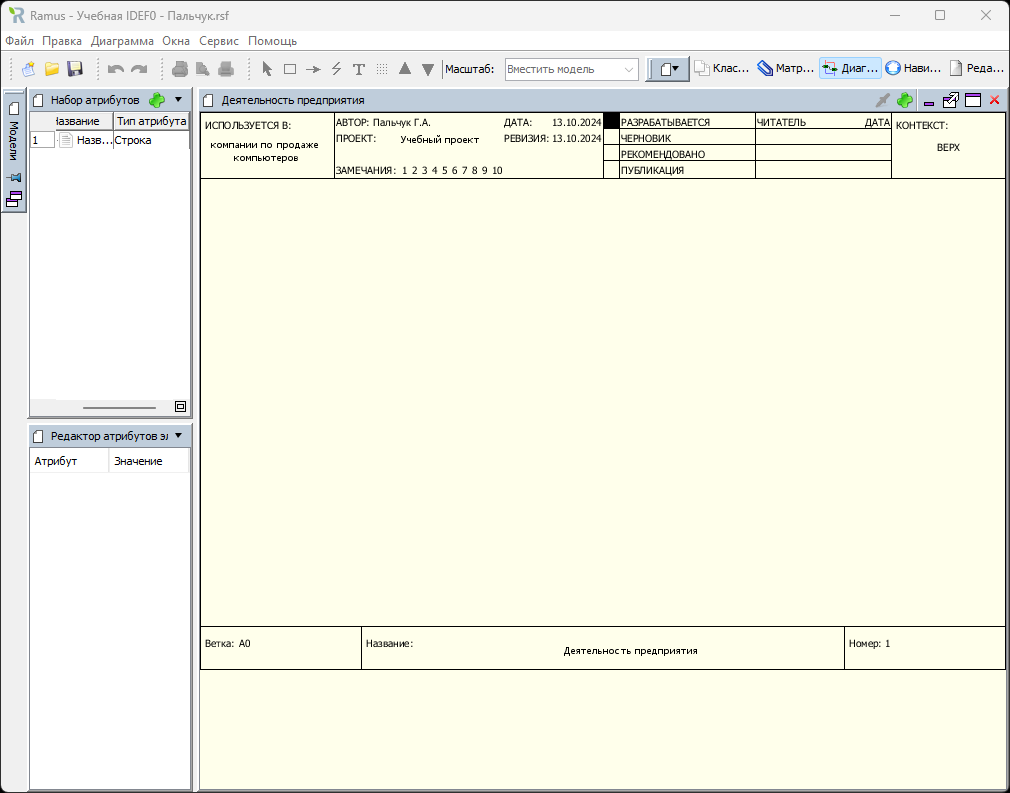 Ramus - Учебная IDEF0 - Пальчук.rsf
Файл Правка Диаграмма Окна Сервис Помощь
Масштаб: Вместить модель Клас... Матр... Диаг... Нави... Реда...
Модели
Набор атрибутов
Название Тип атрибута
1 Назв... Строка
Редактор атрибутов эл
Атрибут Значение
Деятельность предприятия
ИСПОЛЬЗУЕТСЯ В:
компании по продаже
компьютеров
АВТОР: Пальчук Г.А. ДАТА: 13.10.2024
ПРОЕКТ: Учебный проект РЕВИЗИЯ: 13.10.2024
ЗАМЕЧАНИЯ: 1 2 3 4 5 6 7 8 9 10
РАЗРАБАТЫВАЕТСЯ
ЧЕРНОВИК
РЕКОМЕНДОВАНО
ПУБЛИКАЦИЯ
ЧИТАТЕЛЬ ДАТА
КОНТЕКСТ:
ВЕРХ
Ветка: A0
Название:
Деятельность предприятия
Номер: 1